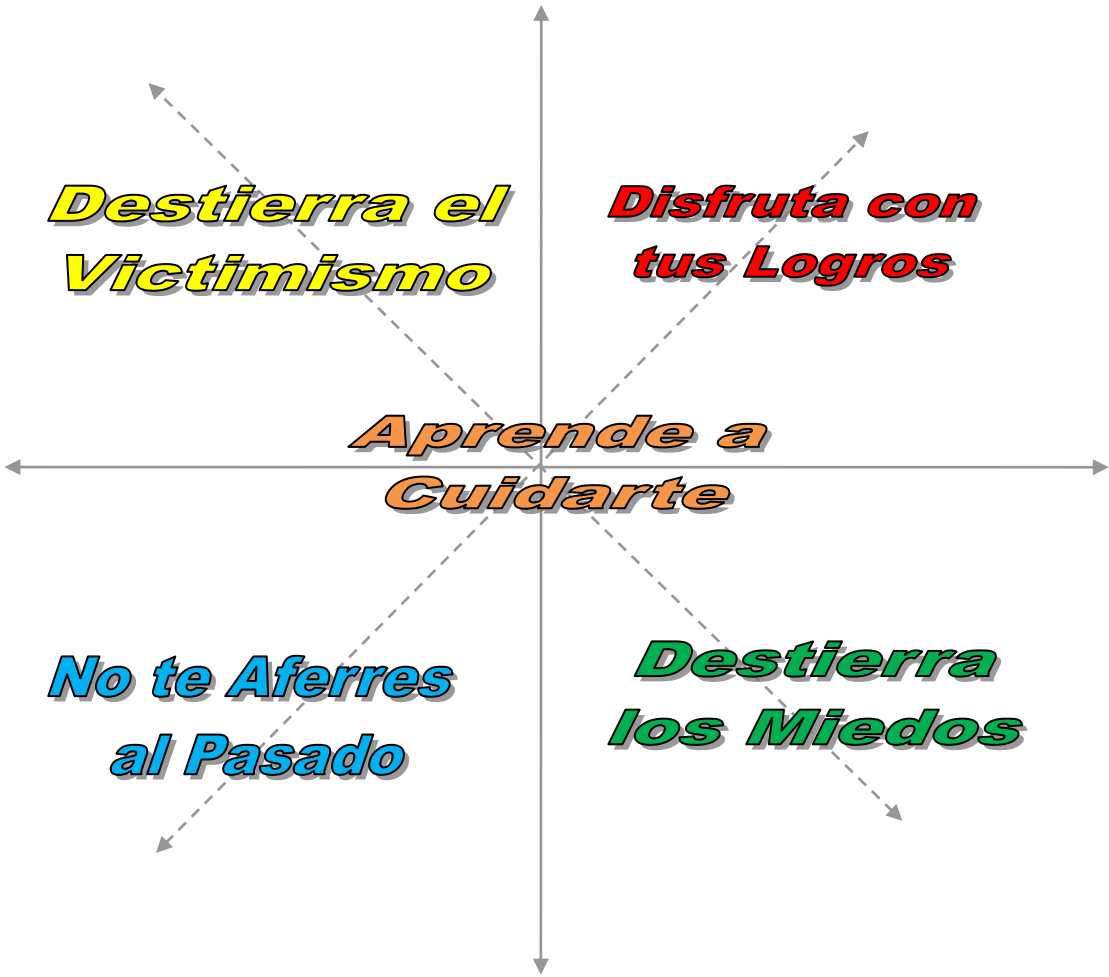 Destierra el
Victimismo
Disfruta con
tus Logros
Aprende a
Cuidarte
No te Aferres
al Pasado
Destierra
los Miedos